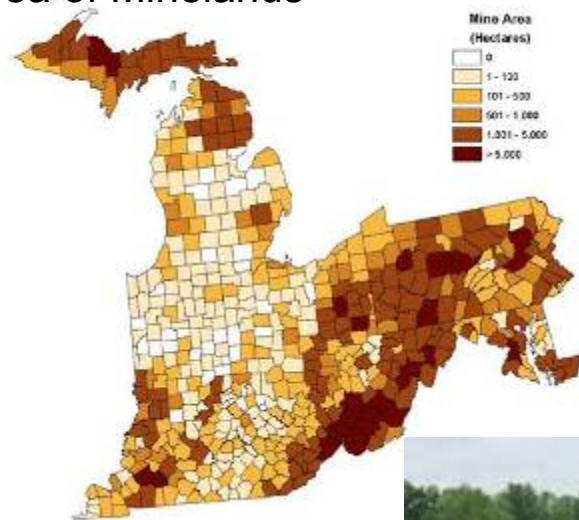 of Minelands
Mine Area
(Hectares)
0
1 - 100
101 - 500
501 - 1,000
1,001 - 5,000
> 5,000